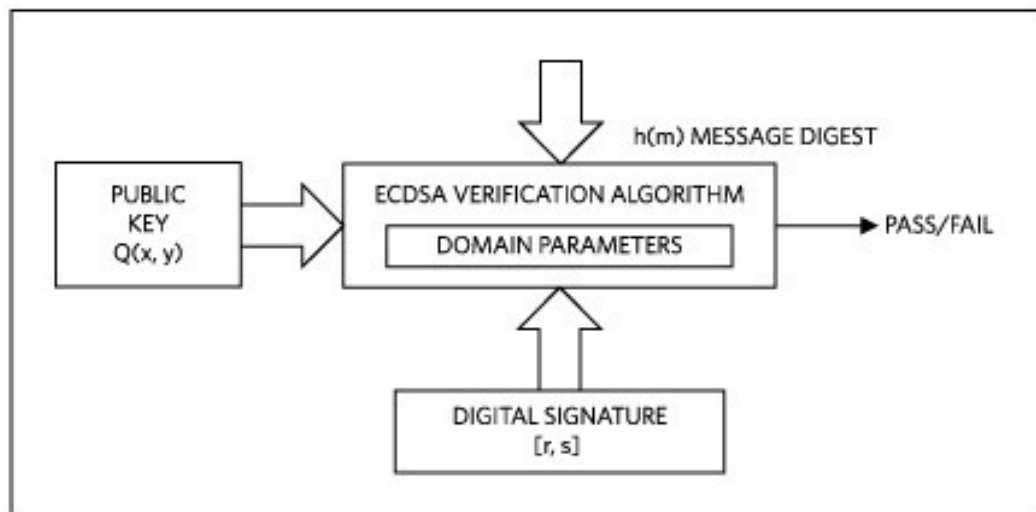 h(m) MESSAGE DIGEST
PUBLIC
KEY
Q(x, y)
ECDSA VERIFICATION ALGORITHM
DOMAIN PARAMETERS
PASS/FAIL
DIGITAL SIGNATURE
[r, s]